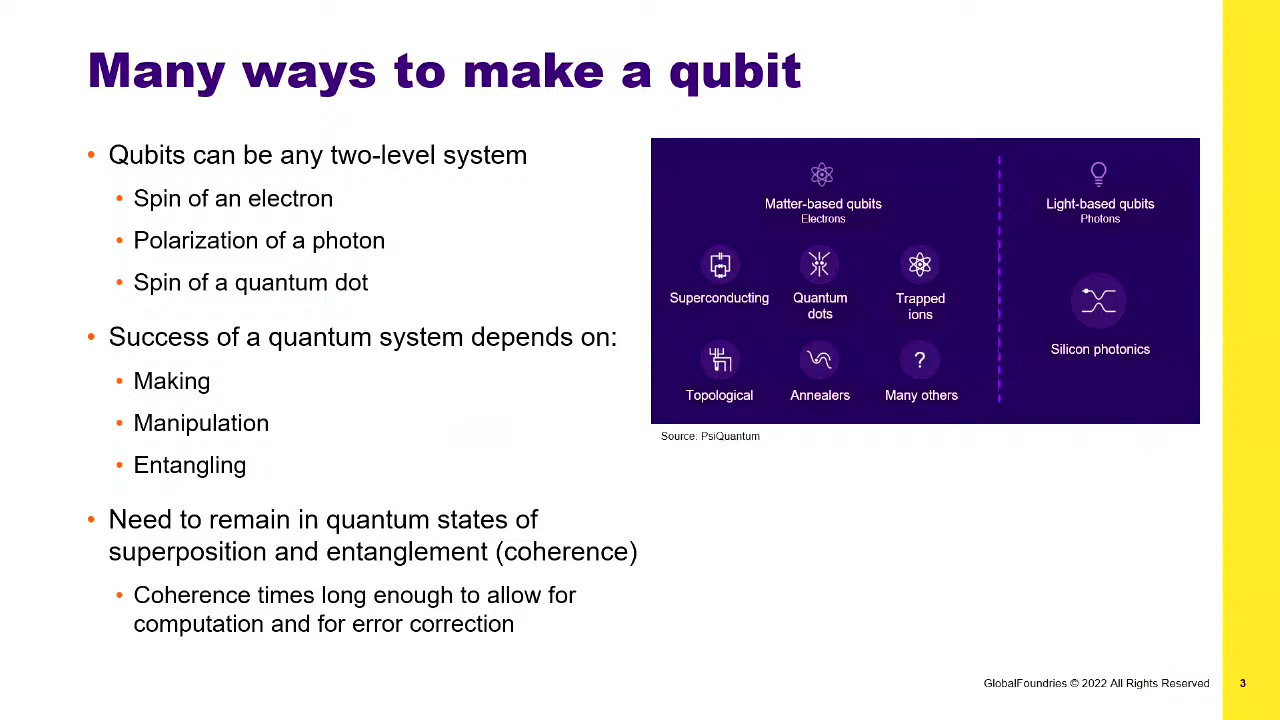 Many ways to make a qubit
• Qubits can be any two-level system
• Spin of an electron
• Polarization of a photon
• Spin of a quantum dot
• Success of a quantum system depends on:
• Making
• Manipulation
• Entangling
• Need to remain in quantum states of
superposition and entanglement (coherence)
• Coherence times long enough to allow for
computation and for error correction
Matter-based qubits
Electrons
Superconducting
Quantum
dots
Trapped
ions
Topological
Annealers
?
Many others
Light-based qubits
Photons
Silicon photonics
Source: PsiQuantum
GlobalFoundries © 2022 All Rights Reserved
3